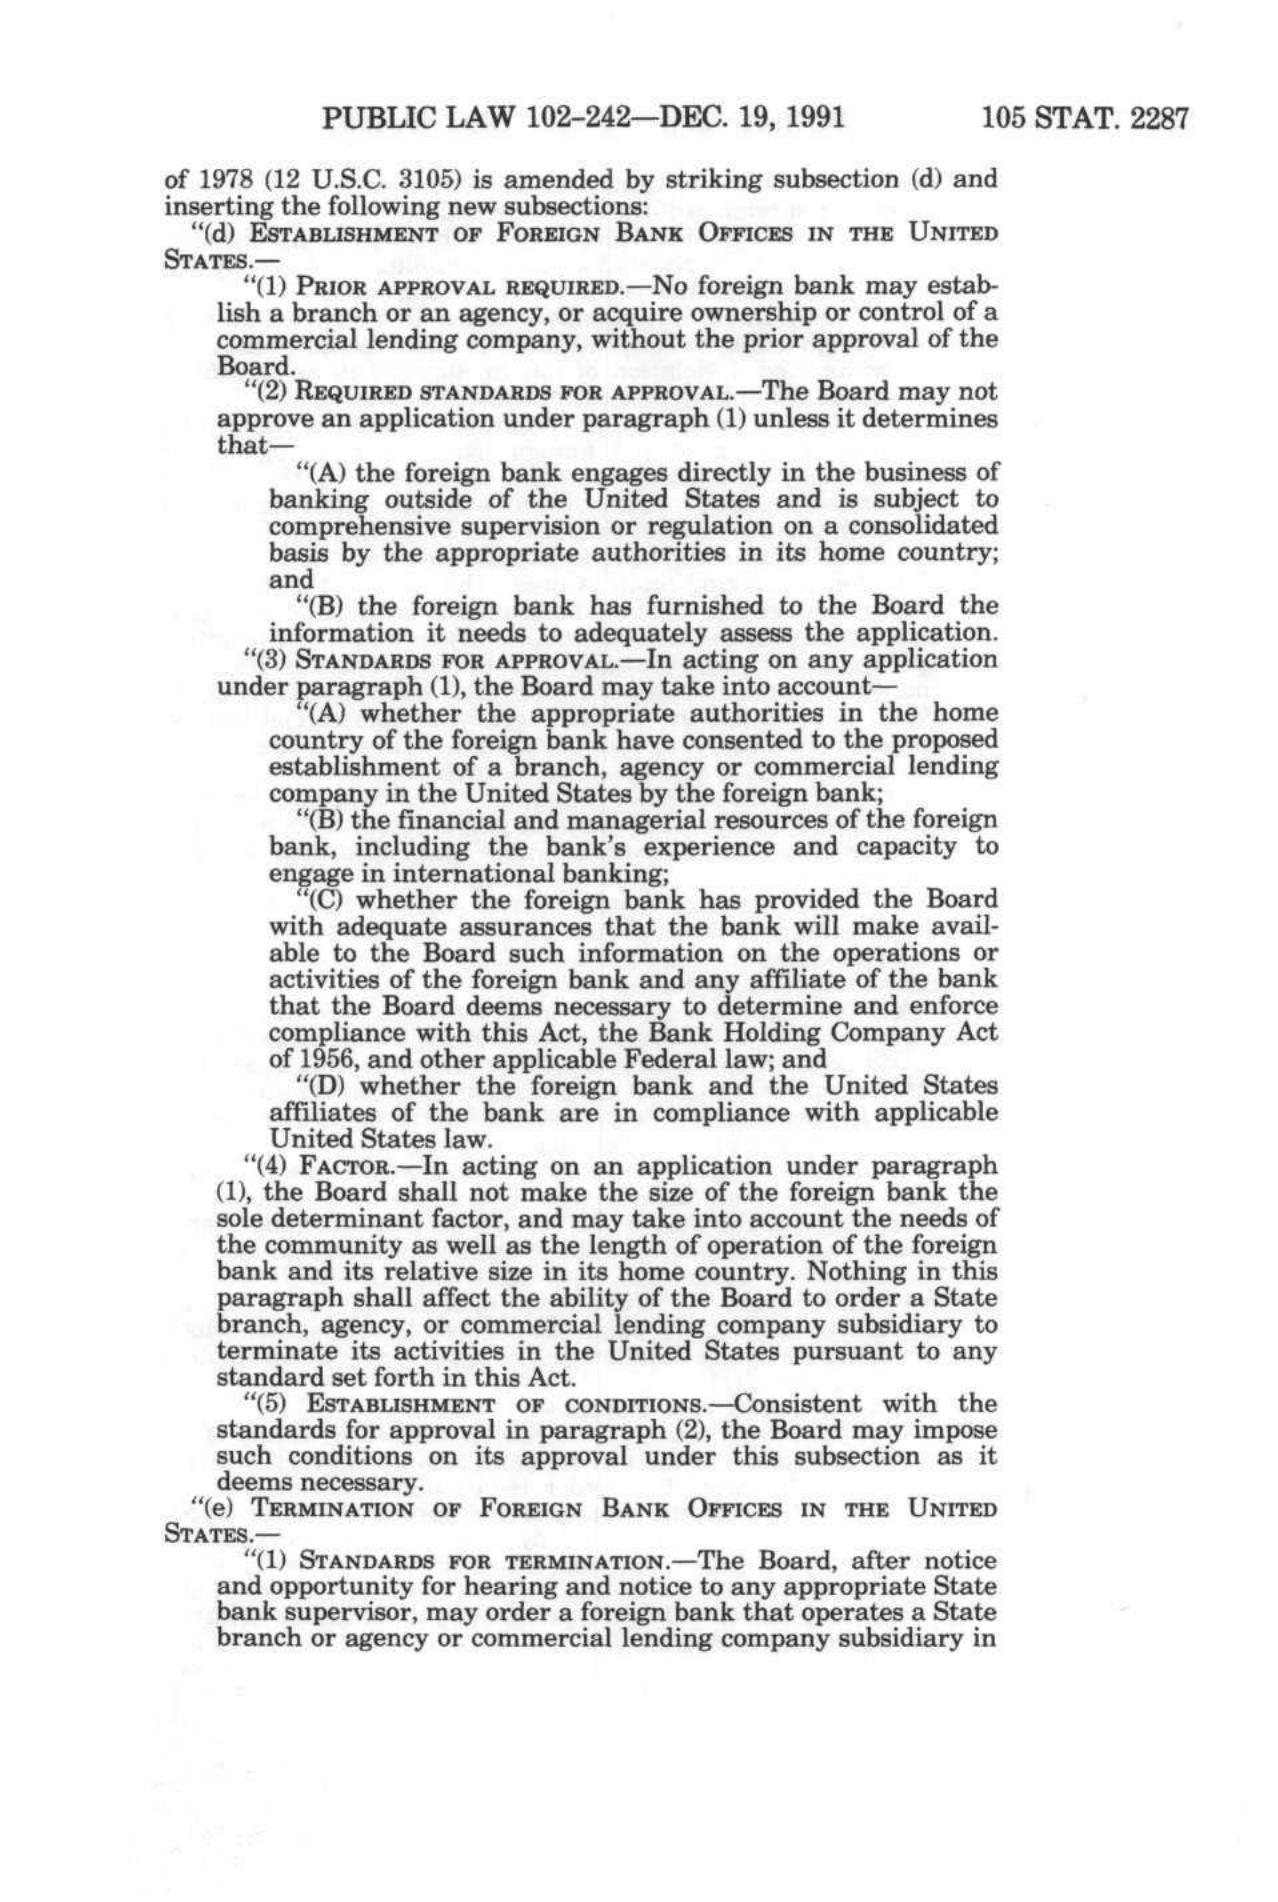 PUBLIC LAW 102–242—DEC. 19, 1991 105 STAT. 2287
of 1978 (12 U.S.C. 3105) is amended by striking subsection (d) and
inserting the following new subsections:
“(d) ESTABLISHMENT OF FOREIGN BANK OFFICES IN THE UNITED
STATES.—
“(1) PRIOR APPROVAL REQUIRED.—No foreign bank may estab-
lish a branch or an agency, or acquire ownership or control of a
commercial lending company, without the prior approval of the
Board.
“(2) REQUIRED STANDARDS FOR APPROVAL.—The Board may not
approve an application under paragraph (1) unless it determines
that—
“(A) the foreign bank engages directly in the business of
banking outside of the United States and is subject to
comprehensive supervision or regulation on a consolidated
basis by the appropriate authorities in its home country;
and
“(B) the foreign bank has furnished to the Board the
information it needs to adequately assess the application.
“(3) STANDARDS FOR APPROVAL.—In acting on any application
under paragraph (1), the Board may take into account—
“(A) whether the appropriate authorities in the home
country of the foreign bank have consented to the proposed
establishment of a branch, agency or commercial lending
company in the United States by the foreign bank;
“(B) the financial and managerial resources of the foreign
bank, including the bank's experience and capacity to
engage in international banking;
“(C) whether the foreign bank has provided the Board
with adequate assurances that the bank will make avail-
able to the Board such information on the operations or
activities of the foreign bank and any affiliate of the bank
that the Board deems necessary to determine and enforce
compliance with this Act, the Bank Holding Company Act
of 1956, and other applicable Federal law; and
“(D) whether the foreign bank and the United States
affiliates of the bank are in compliance with applicable
United States law.
“(4) FACTOR.—In acting on an application under paragraph
(1), the Board shall not make the size of the foreign bank the
sole determinant factor, and may take into account the needs of
the community as well as the length of operation of the foreign
bank and its relative size in its home country. Nothing in this
paragraph shall affect the ability of the Board to order a State
branch, agency, or commercial lending company subsidiary to
terminate its activities in the United States pursuant to any
standard set forth in this Act.
“(5) ESTABLISHMENT OF CONDITIONS.—Consistent with the
standards for approval in paragraph (2), the Board may impose
such conditions on its approval under this subsection as it
deems necessary.
“(e) TERMINATION OF FOREIGN BANK OFFICES IN THE UNITED
STATES.—
“(1) STANDARDS FOR TERMINATION.—The Board, after notice
and opportunity for hearing and notice to any appropriate State
bank supervisor, may order a foreign bank that operates a State
branch or agency or commercial lending company subsidiary in